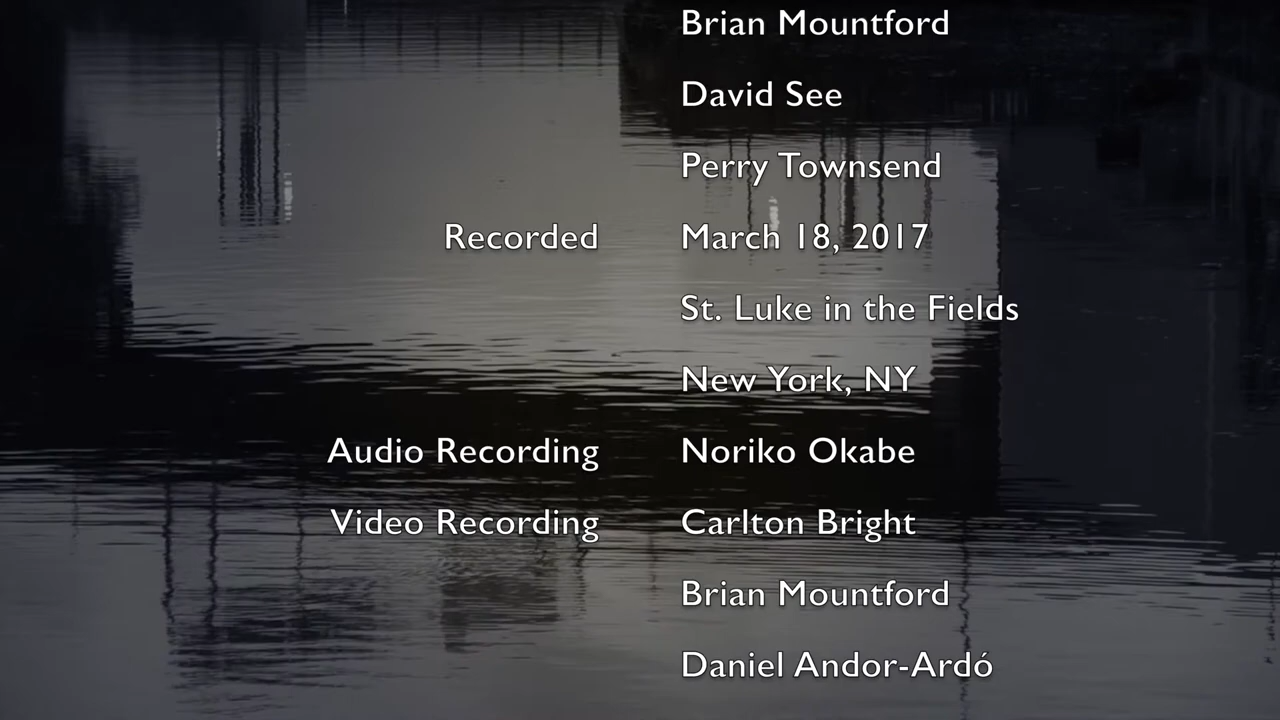 Brian Mountford
David See
Perry Townsend
Recorded March 18, 2017
St. Luke in the Fields
New York, NY
Audio Recording Noriko Okabe
Video Recording Carlton Bright
Brian Mountford
Daniel Andor-Ardó